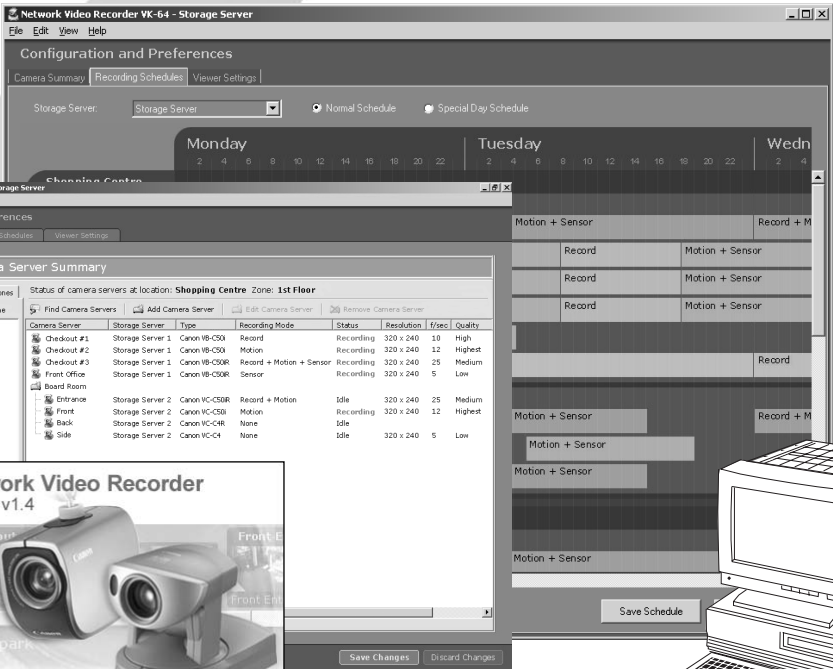 Network Video Recorder VK-64 - Storage Server
File Edit View Help
Configuration and Preferences
Camera Summary Recording Schedules Viewer Settings
Storage Server: Storage Server Normal Schedule Special Day Schedule
Monday Tuesday Wedn
2 4 6 8 10 12 14 16 18 20 22 2 4 6 8 10 12 14 16 18 20 22 2 4
Shopping Centre
orage Server
rences
Schedules Viewer Settings
Motion + Sensor Record + M
a Server Summary
Record Motion + Sensor
ones Status of camera servers at location: Shopping Centre Zone: 1st Floor
Record Motion + Sensor
ne Find Camera Servers Add Camera Server Edit Camera Server Remove Camera Server
Record Motion + Sensor
Camera Server Storage Server Type Recording Mode Status Resolution f/sec Quality
Checkout #1 Storage Server 1 Canon VB-C50i Record Recording 320 x 240 10 High
Checkout #2 Storage Server 1 Canon VB-C50i Motion Recording 320 x 240 12 Highest
Checkout #3 Storage Server 1 Canon VB-C50iR Record + Motion + Sensor Recording 320 x 240 25 Medium
Record
Front Office Storage Server 1 Canon VB-C50iR Sensor Recording 320 x 240 5 Low
Board Room
Entrance Storage Server 2 Canon VC-C50iR Record + Motion Idle 320 x 240 25 Medium
Front Storage Server 2 Canon VC-C50i Motion Recording 320 x 240 12 Highest
Motion + Sensor Record + M
Back Storage Server 2 Canon VC-C4R None Idle
Side Storage Server 2 Canon VC-C4 None Idle 320 x 240 5 Low
Motion + Sensor
Motion + Sensor
ork Video Recorder
v1.4
Front E
Motion + Sensor
Front Ent
Canon
park
Save Schedule
Save Changes Discard Changes